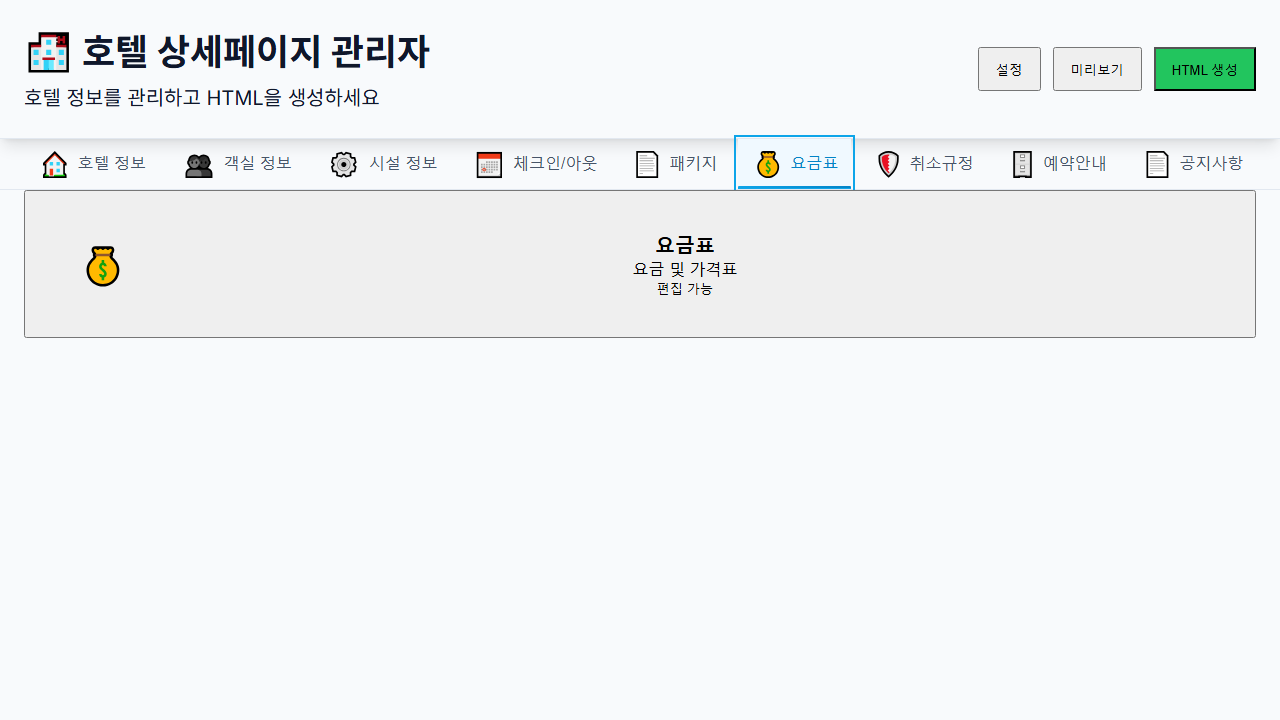 호텔 상세페이지 관리자
호텔 정보를 관리하고 HTML을 생성하세요
설정
미리보기
HTML 생성
호텔 정보
객실 정보
시설 정보
체크인/아웃
패키지
요금표
취소규정
예약안내
공지사항
요금표
요금 및 가격표
편집 가능